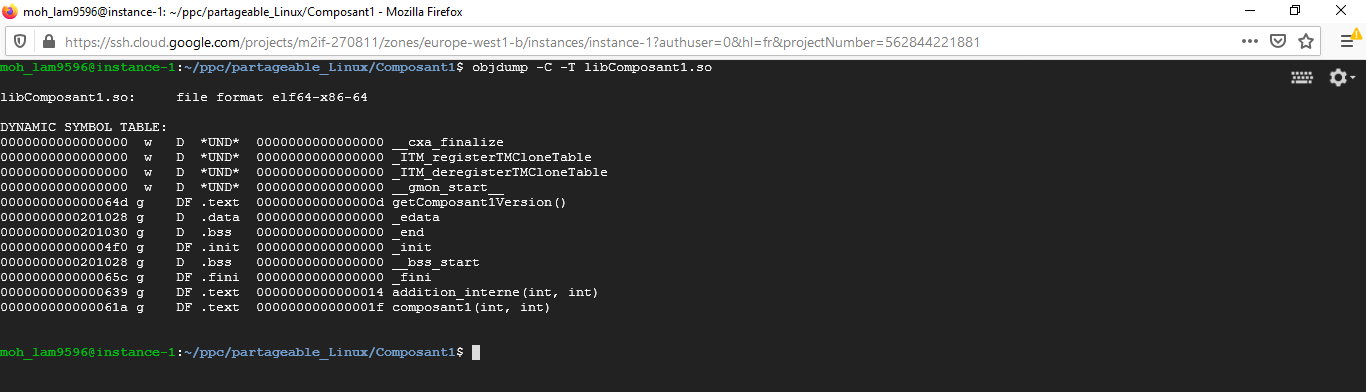 moh_lam9596@instance-1: ~/ppc/partageable_Linux/Composant1 - Mozilla Firefox
https://ssh.cloud.google.com/projects/m2if-270811/zones/europe-west1-b/instances/instance-1?authuser=0&hl=fr&projectNumber=562844221881
moh_lam9596@instance-1:~/ppc/partageable_Linux/Composant1$ objdump -C -T libComposant1.so
libComposant1.so:     file format elf64-x86-64
DYNAMIC SYMBOL TABLE:
0000000000000000  w   D  *UND*  0000000000000000 __cxa_finalize
0000000000000000  w   D  *UND*  0000000000000000 _ITM_registerTMCloneTable
0000000000000000  w   D  *UND*  0000000000000000 _ITM_deregisterTMCloneTable
0000000000000000  w   D  *UND*  0000000000000000 __gmon_start__
000000000000064d g    DF .text  000000000000000d getComposant1Version()
0000000000201028 g    D  .data  0000000000000000 _edata
0000000000201030 g    D  .bss   0000000000000000 _end
00000000000004f0 g    DF .init  0000000000000000 _init
0000000000201028 g    D  .bss   0000000000000000 __bss_start
000000000000065c g    DF .fini  0000000000000000 _fini
0000000000000639 g    DF .text  0000000000000014 addition_interne(int, int)
000000000000061a g    DF .text  000000000000001f composant1(int, int)
moh_lam9596@instance-1:~/ppc/partageable_Linux/Composant1$